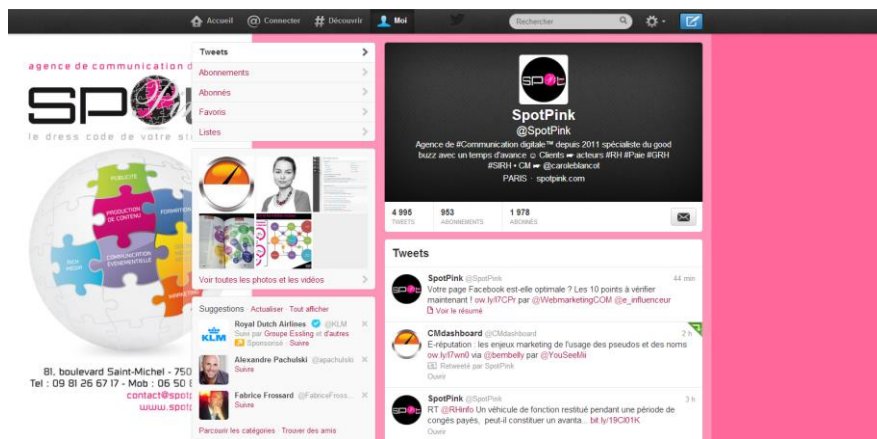 Accueil
@ Connecter
# Découvrir
Moi
Rechercher
agence de communication d
SP
Pink
le dress code de votre st
PUBLICITÉ
PRODUCTION DE CONTENU
FORMATION
COMMUNICATION ÉVÉNEMENTIELLE
81, boulevard Saint-Michel - 750
Tel : 09 81 26 67 17 - Mob : 06 50
contact@spotp
www.spotp
Tweets
Abonnements
Abonnés
Favoris
Listes
Voir toutes les photos et les vidéos
Suggestions · Actualiser · Tout afficher
Royal Dutch Airlines @KLM
Suivi par Groupe Essling et d'autres
Sponsorisé · Suivre
KLM
Alexandre Pachulski @apachulski
Suivre
Fabrice Frossard @FabriceFross...
Suivre
Parcourir les catégories · Trouver des amis
spot
SpotPink
@SpotPink
Agence de #Communication digitale™ depuis 2011 spécialiste du good
buzz avec un temps d'avance ☺ Clients ➨ acteurs #RH #Paie #GRH
#SIRH • CM ➨ @caroleblancot
PARIS · spotpink.com
4 995 TWEETS
953 ABONNEMENTS
1 978 ABONNÉS
Tweets
SpotPink @SpotPink 44 min
Votre page Facebook est-elle optimale ? Les 10 points à vérifier
maintenant ! ow.ly/l7CPr par @WebmarketingCOM @e_influenceur
Voir le résumé
CMdashboard @CMdashboard 2 h
E-réputation : les enjeux marketing de l'usage des pseudos et des noms
ow.ly/l7wn0 via @bembelly par @YouSeeMii
Retweeté par SpotPink
Ouvrir
SpotPink @SpotPink 3 h
RT @RHinfo Un véhicule de fonction restitué pendant une période de
congés payés, peut-il constituer un avanta... bit.ly/19Cl01K
Ouvrir